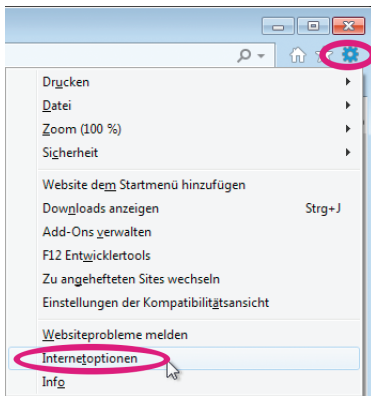 Drucken
Datei
Zoom (100 %)
Sicherheit
Website dem Startmenü hinzufügen
Downloads anzeigen Strg+J
Add-Ons verwalten
F12 Entwicklertools
Zu angehefteten Sites wechseln
Einstellungen der Kompatibilitätsansicht
Websiteprobleme melden
Internetoptionen
Info